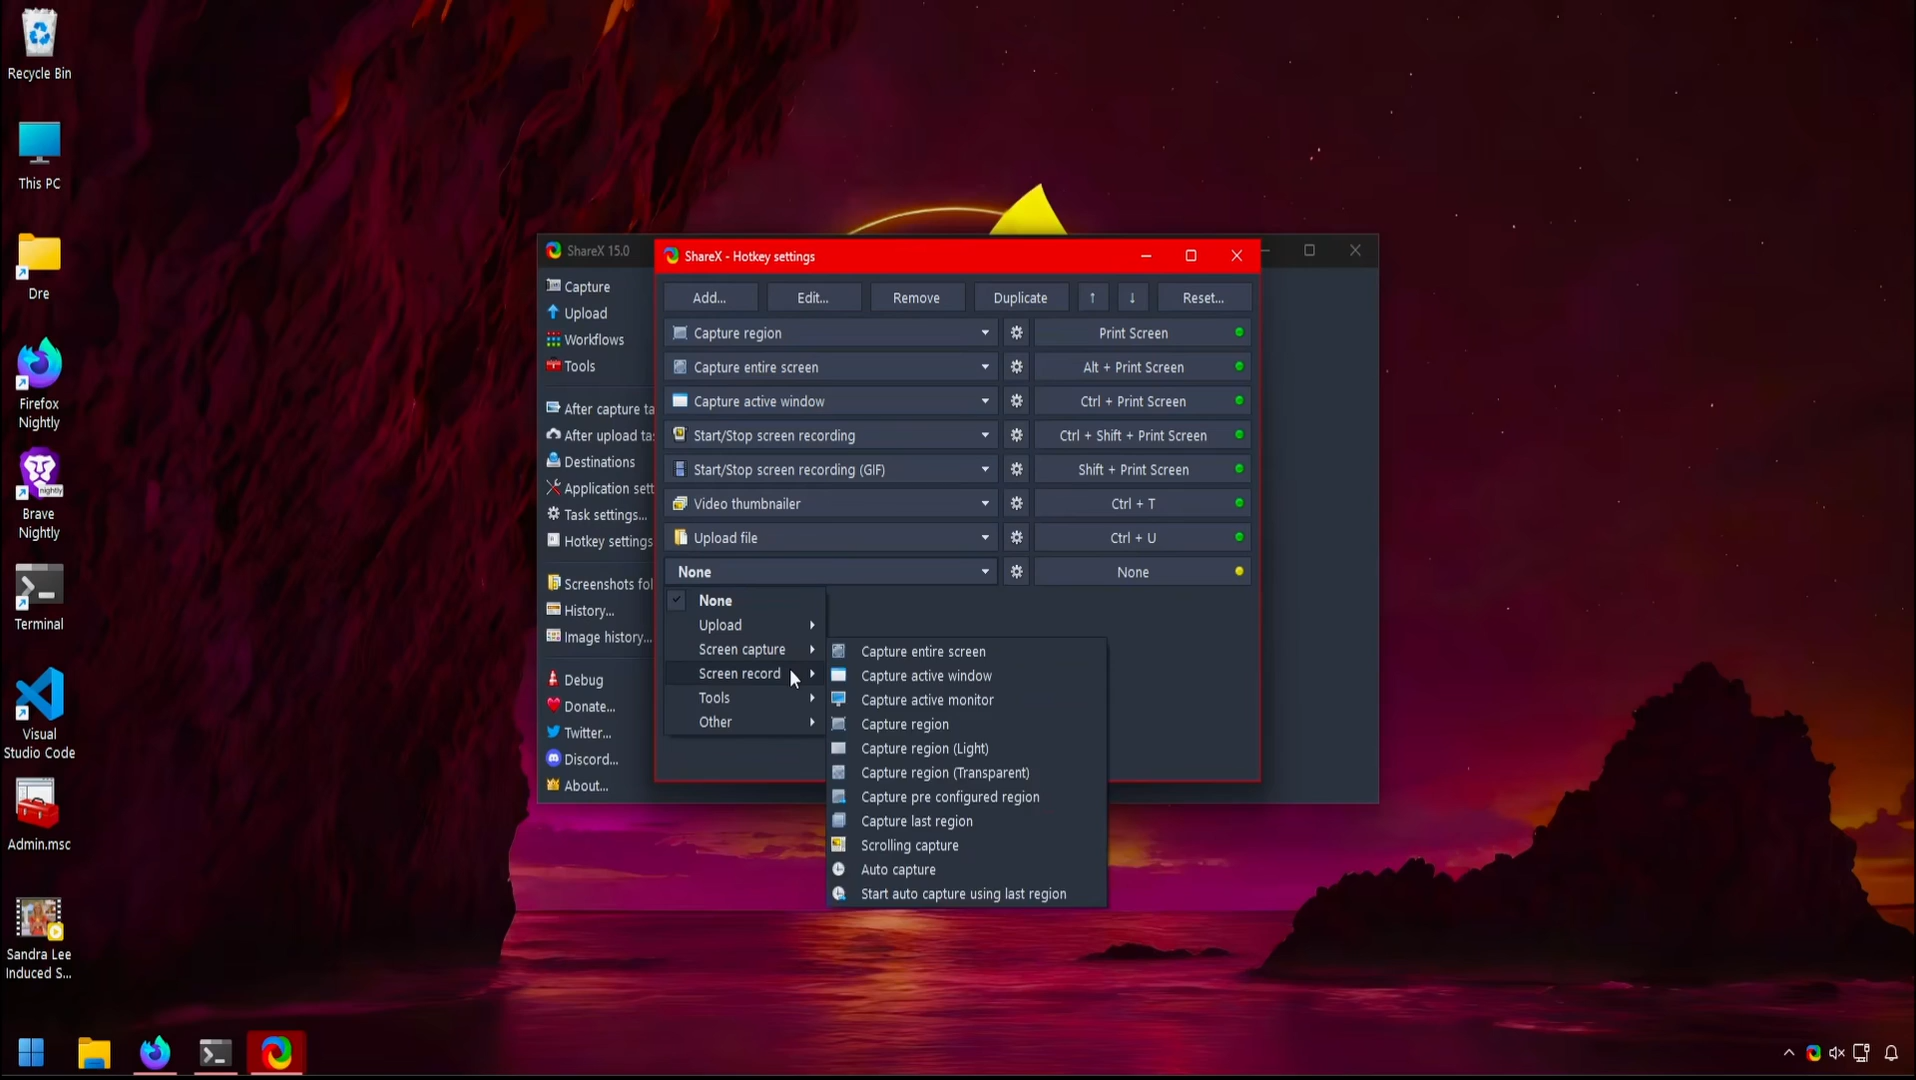 Recycle Bin
This PC
Dre
Firefox
Nightly
Brave
Nightly
Terminal
Visual
Studio Code
Admin.msc
Sandra Lee
Induced S...
ShareX 15.0
Capture
Upload
Workflows
Tools
After capture ta
After upload ta
Destinations
Application sett
Task settings...
Hotkey settings
Screenshots fol
History...
Image history...
Debug
Donate...
Twitter...
Discord...
About...
ShareX - Hotkey settings
Add...
Edit...
Remove
Duplicate
↑
↓
Reset...
Capture region
Print Screen
Capture entire screen
Alt + Print Screen
Capture active window
Ctrl + Print Screen
Start/Stop screen recording
Ctrl + Shift + Print Screen
Start/Stop screen recording (GIF)
Shift + Print Screen
Video thumbnailer
Ctrl + T
Upload file
Ctrl + U
None
None
None
Upload
Screen capture
Screen record
Tools
Other
Capture entire screen
Capture active window
Capture active monitor
Capture region
Capture region (Light)
Capture region (Transparent)
Capture pre configured region
Capture last region
Scrolling capture
Auto capture
Start auto capture using last region